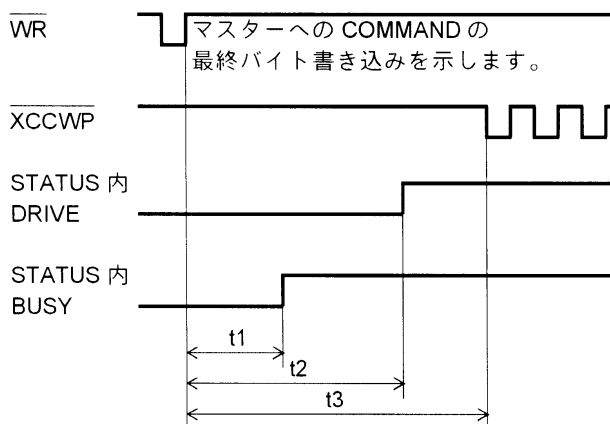 WR マスターへの COMMAND の
最終バイト書き込みを示します。
XCCWP
STATUS 内
DRIVE
STATUS 内
BUSY
t1
t2
t3